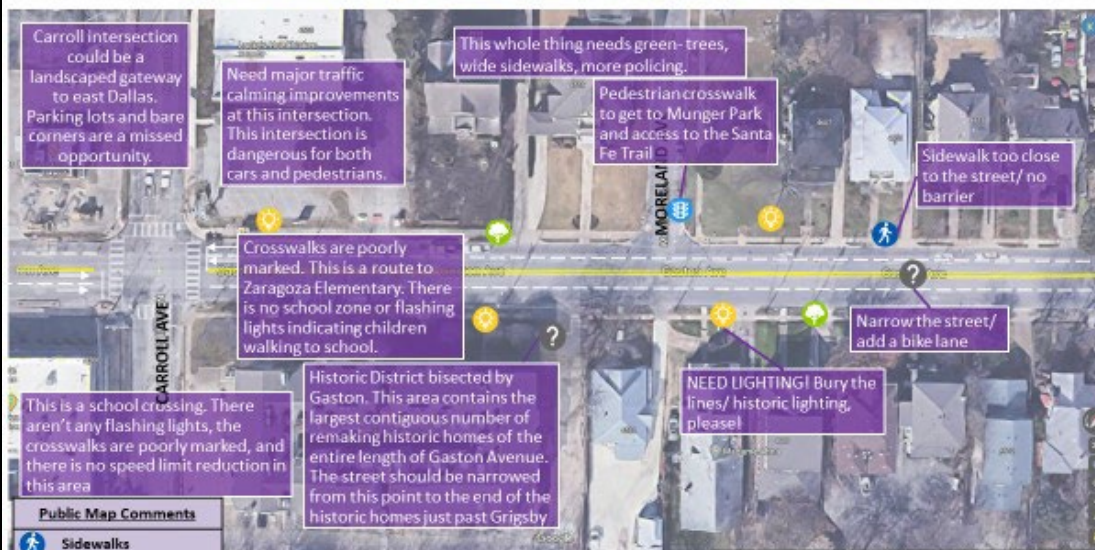 Carroll intersection
could be a
landscaped gateway
to east Dallas.
Parking lots and bare
corners are a missed
opportunity.
Need major traffic
calming improvements
at this intersection.
This intersection is
dangerous for both
cars and pedestrians.
This whole thing needs green- trees,
wide sidewalks, more policing.
Pedestrian crosswalk
to get to Munger Park
and access to the Santa
Fe Trail
Sidewalk too close
to the street/ no
barrier
MORELAND
Crosswalks are poorly
marked. This is a route to
Zaragoza Elementary. There
is no school zone or flashing
lights indicating children
walking to school.
Gaston Ave
?
?
Narrow the street/
add a bike lane
CARROLL AVE
NEED LIGHTING! Bury the
lines/ historic lighting,
please!
Historic District bisected by
Gaston. This area contains the
largest contiguous number of
remaking historic homes of the
entire length of Gaston Avenue.
The street should be narrowed
from this point to the end of the
historic homes just past Grigsby
This is a school crossing. There
aren't any flashing lights, the
crosswalks are poorly marked, and
there is no speed limit reduction in
this area
Public Map Comments
Sidewalks
Google